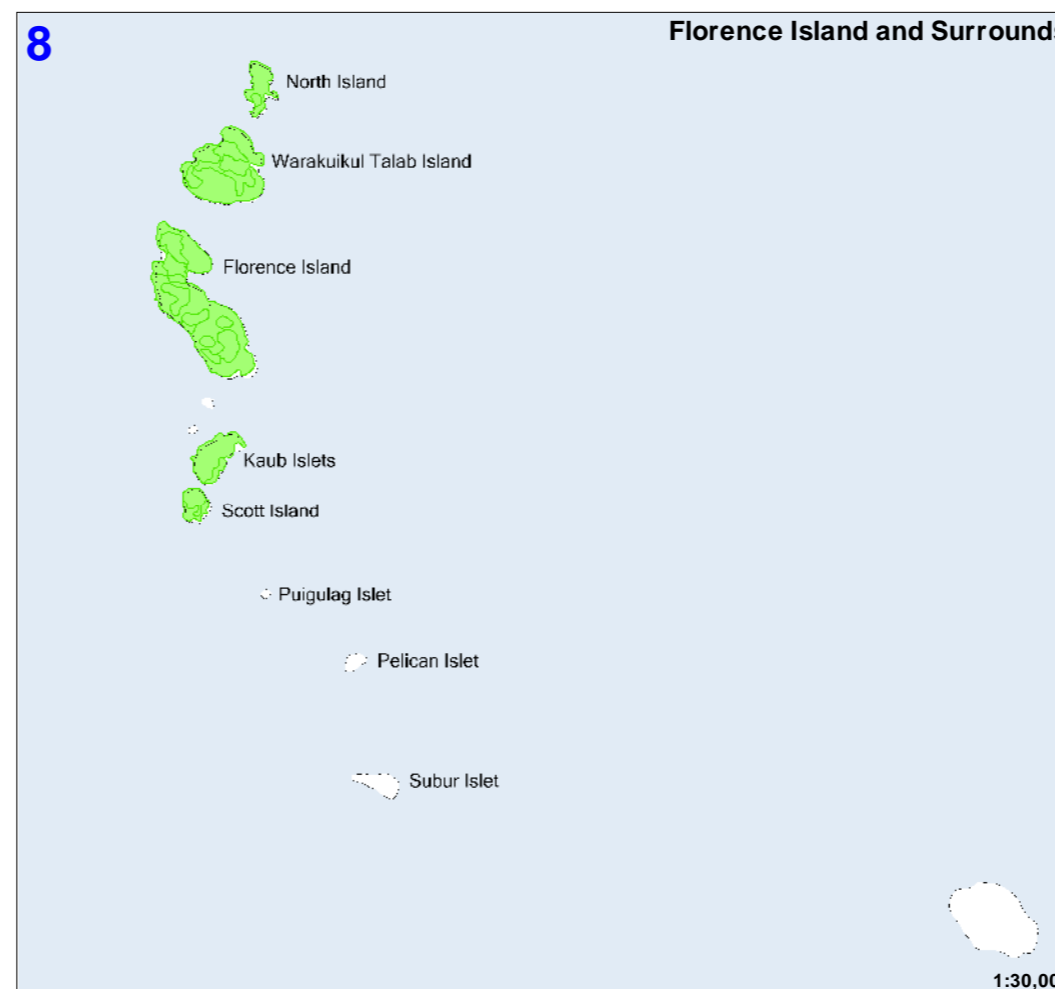 8
Florence Island and Surrounds
North Island
Warakuikul Talab Island
Florence Island
Kaub Islets
Scott Island
Puigulag Islet
Pelican Islet
Subur Islet
1:30,00